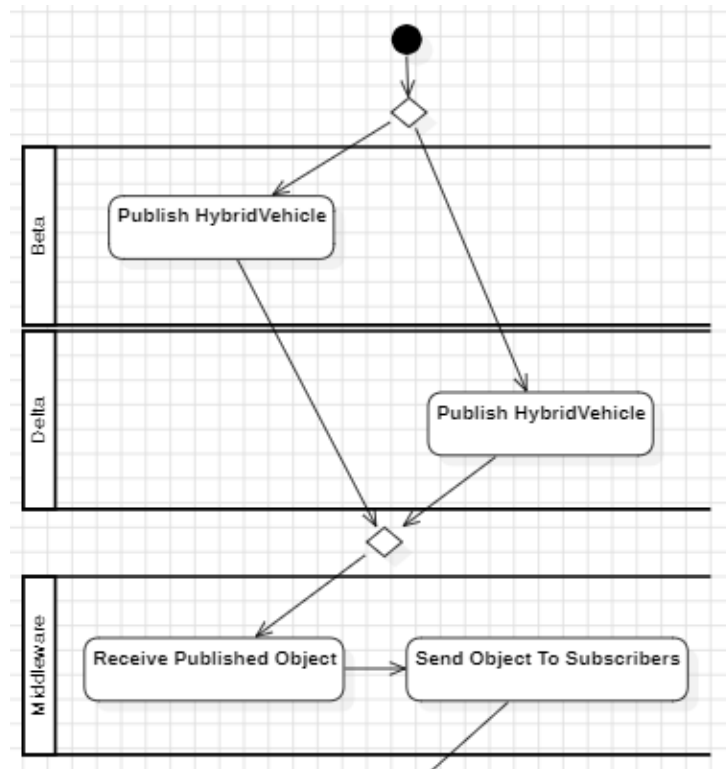 Beta
Publish HybridVehicle
Delta
Publish HybridVehicle
Middleware
Receive Published Object
Send Object To Subscribers